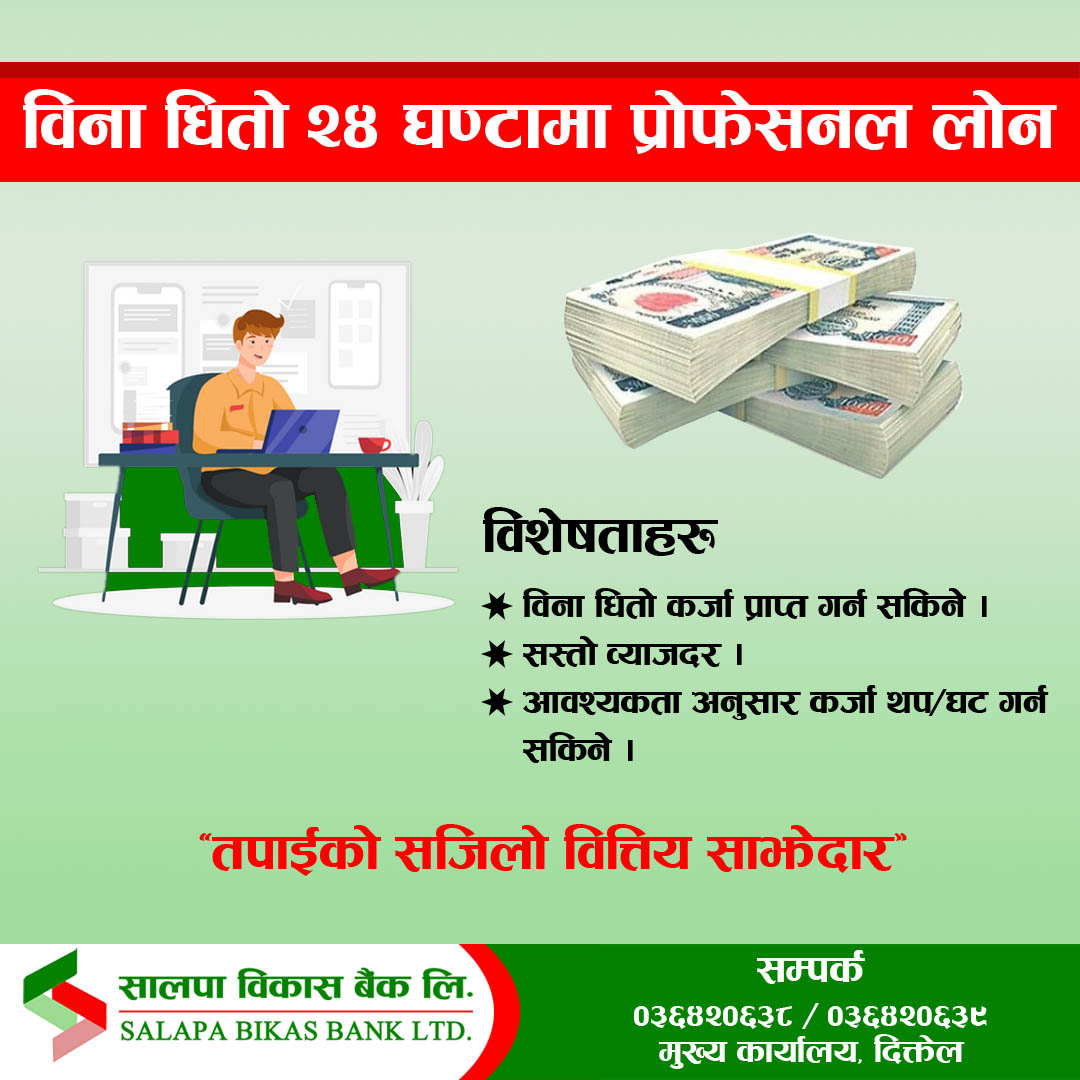 विना धितो २४ घण्टामा प्रोफेसनल लोन
विशेषताहरु
विना धितो कर्जा प्राप्त गर्न सकिने ।
सस्तो व्याजदर ।
आवश्यकता अनुसार कर्जा थप/घट गर्न
सकिने ।
“तपाईको सजिलो वित्तिय साझेदार”
सालपा विकास बैंक लि.
SALAPA BIKAS BANK LTD.
सम्पर्क
०३६४२०६३८ / ०३६४२०६३९
मुख्य कार्यालय, दिक्तेल